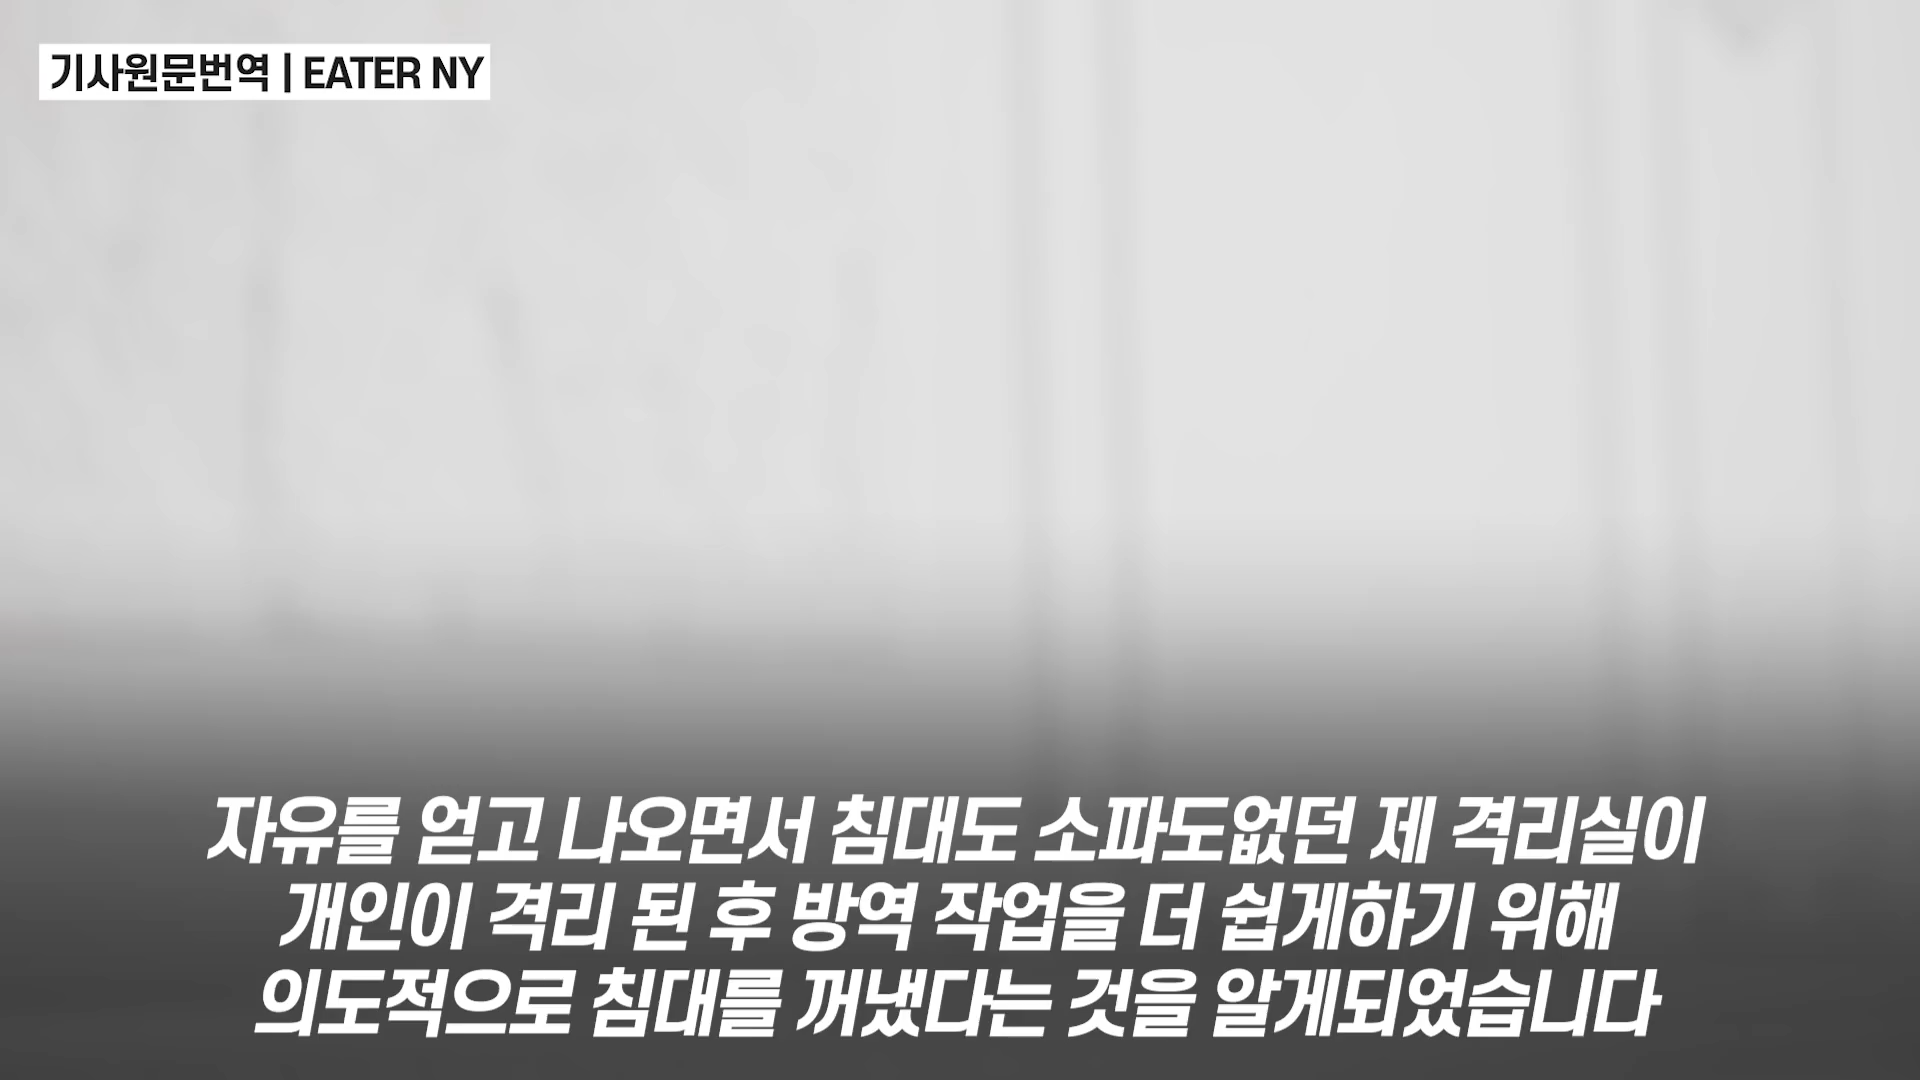 기사원문번역 | EATER NY
자유를 얻고 나오면서 침대도 소파도없던 제 격리실이
개인이 격리 된 후 방역 작업을 더 쉽게하기 위해
의도적으로 침대를 꺼냈다는 것을 알게되었습니다